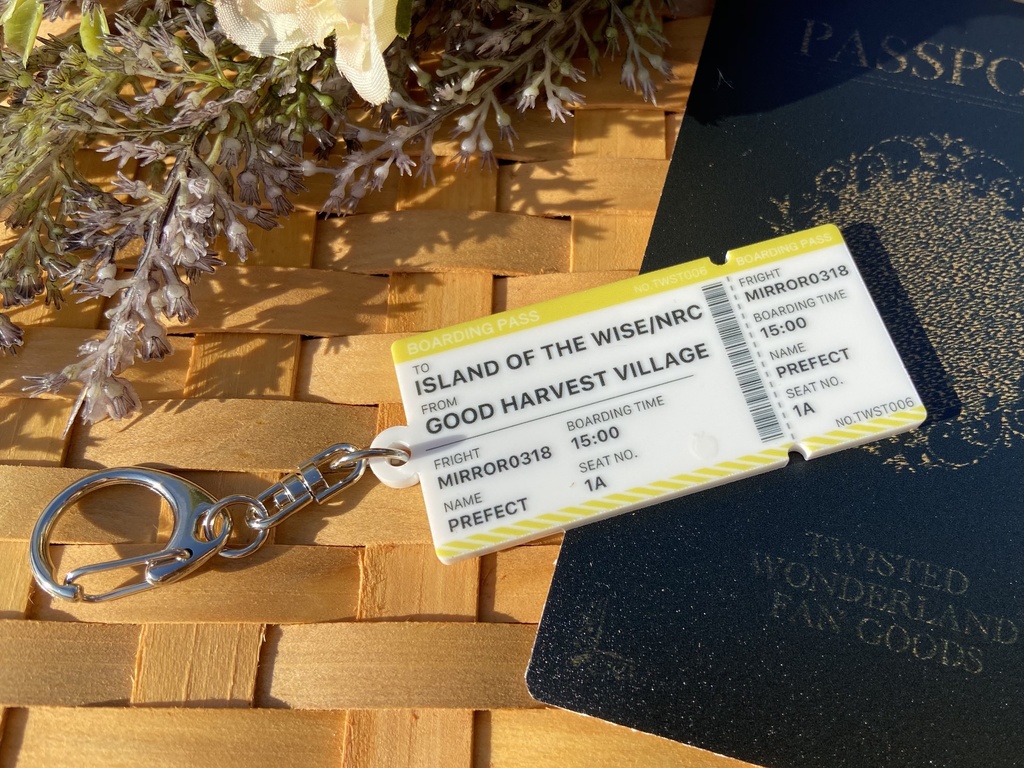 PASSPO
BOARDING PASS
NO.TWST006
TO
ISLAND OF THE WISE/NRC
FROM
GOOD HARVEST VILLAGE
FRIGHT
MIRROR0318
BOARDING TIME
15:00
NAME
PREFECT
SEAT NO.
1A
BOARDING PASS
FRIGHT
MIRROR0318
BOARDING TIME
15:00
NAME
PREFECT
SEAT NO.
1A
NO.TWST006
TWISTED
WONDERLAND
FAN GOODS